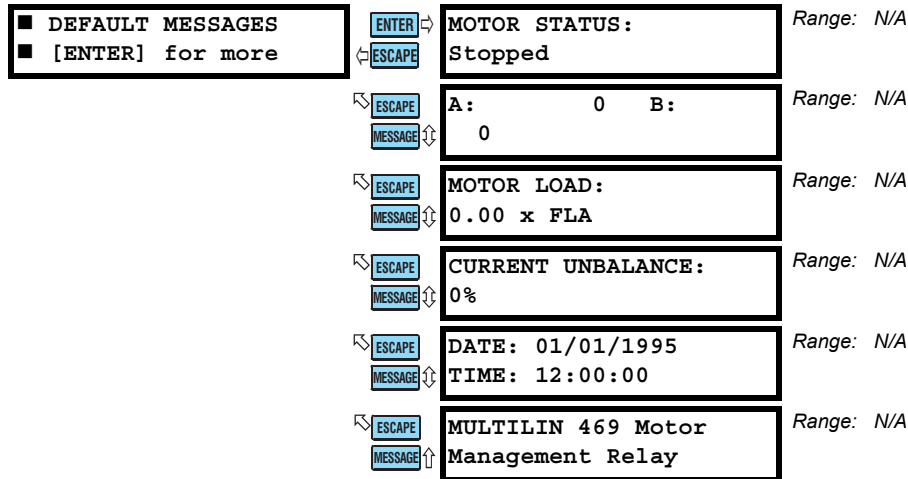 ■ DEFAULT MESSAGES
■ [ENTER] for more
ENTER
ESCAPE
MOTOR STATUS:
Stopped
Range: N/A
ESCAPE
MESSAGE
A: 0 B:
0
Range: N/A
ESCAPE
MESSAGE
MOTOR LOAD:
0.00 x FLA
Range: N/A
ESCAPE
MESSAGE
CURRENT UNBALANCE:
0%
Range: N/A
ESCAPE
MESSAGE
DATE: 01/01/1995
TIME: 12:00:00
Range: N/A
ESCAPE
MESSAGE
MULTILIN 469 Motor
Management Relay
Range: N/A